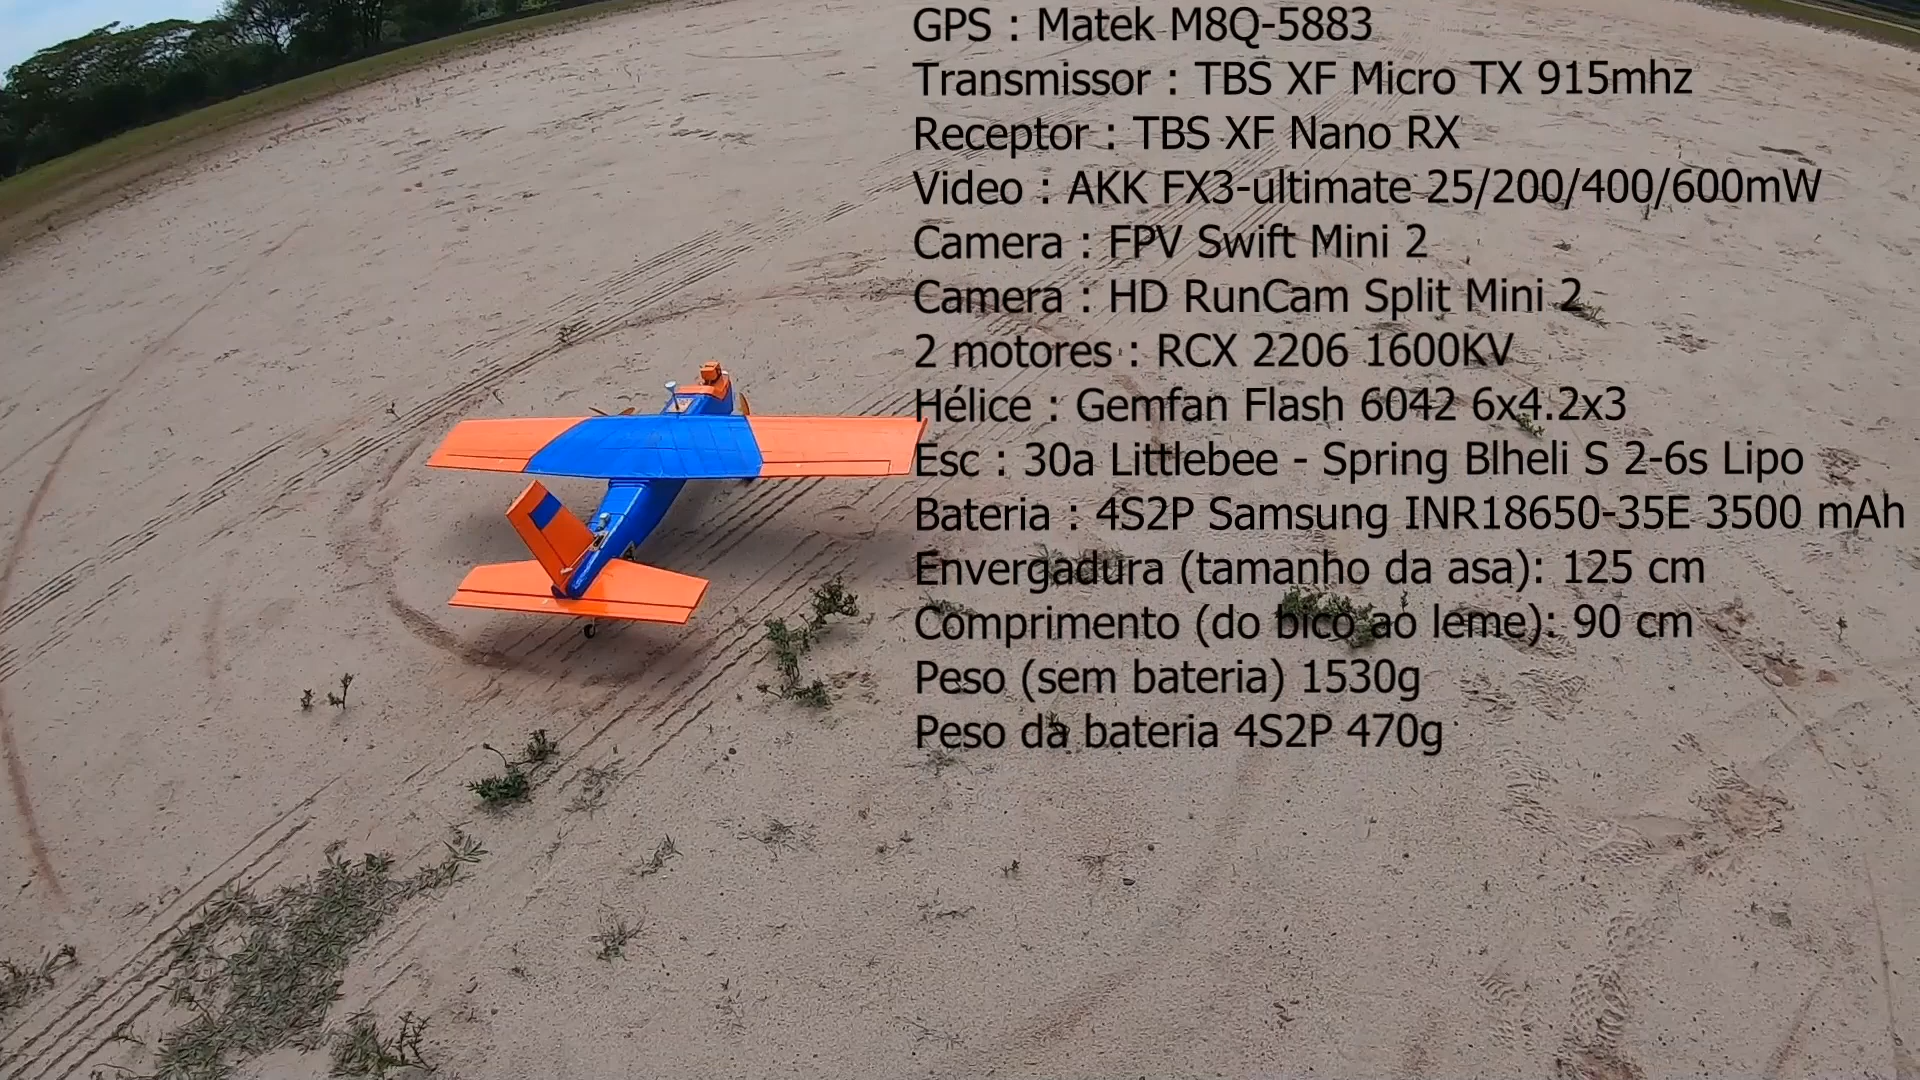 GPS : Matek M8Q-5883
Transmissor : TBS XF Micro TX 915mhz
Receptor : TBS XF Nano RX
Video : AKK FX3-ultimate 25/200/400/600mW
Camera : FPV Swift Mini 2
Camera : HD RunCam Split Mini 2
2 motores : RCX 2206 1600KV
Hélice : Gemfan Flash 6042 6x4.2x3
Esc : 30a Littlebee - Spring Blheli S 2-6s Lipo
Bateria : 4S2P Samsung INR18650-35E 3500 mAh
Envergadura (tamanho da asa): 125 cm
Comprimento (do bico ao leme): 90 cm
Peso (sem bateria) 1530g
Peso da bateria 4S2P 470g